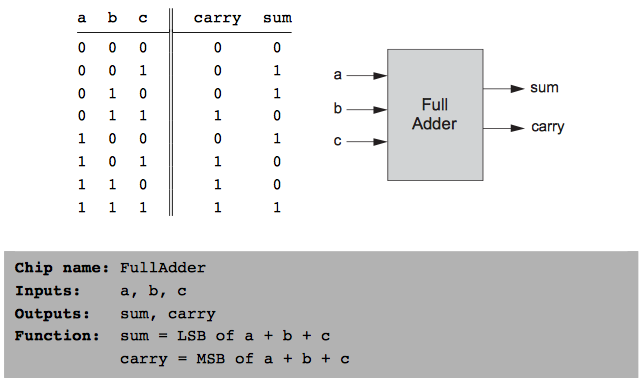 a b c carry sum
0 0 0 0 0
0 0 1 0 1
0 1 0 0 1
0 1 1 1 0
1 0 0 0 1
1 0 1 1 0
1 1 0 1 0
1 1 1 1 1
a
b
c
Full
Adder
sum
carry
Chip name: FullAdder
Inputs: a, b, c
Outputs: sum, carry
Function: sum = LSB of a + b + c
carry = MSB of a + b + c